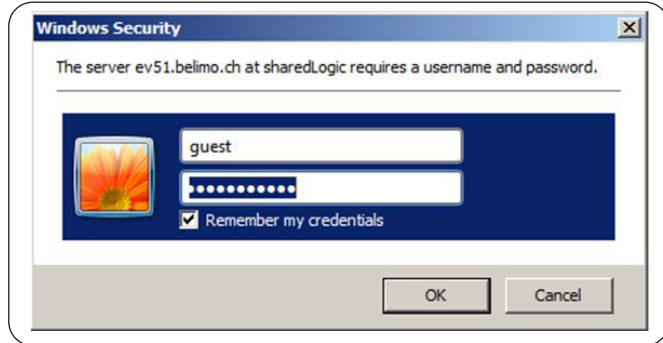 Windows Security
The server ev51.belimo.ch at sharedLogic requires a username and password.
guest
•••••••••••
Remember my credentials
OK
Cancel